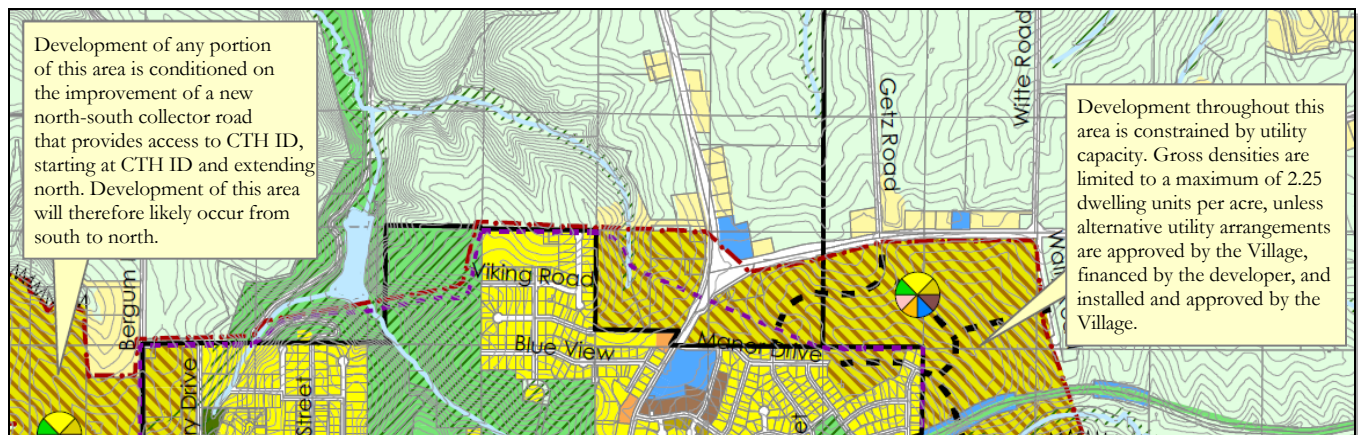 Development of any portion
of this area is conditioned on
the improvement of a new
north-south collector road
that provides access to CTH ID,
starting at CTH ID and extending
north. Development of this area
will therefore likely occur from
south to north.
Getz Road
Witte Road
Development throughout this
area is constrained by utility
capacity. Gross densities are
limited to a maximum of 2.25
dwelling units per acre, unless
alternative utility arrangements
are approved by the Village,
financed by the developer, and
installed and approved by the
Village.
Bergum
Viking Road
Blue View
Manor Drive
ry Drive
Street